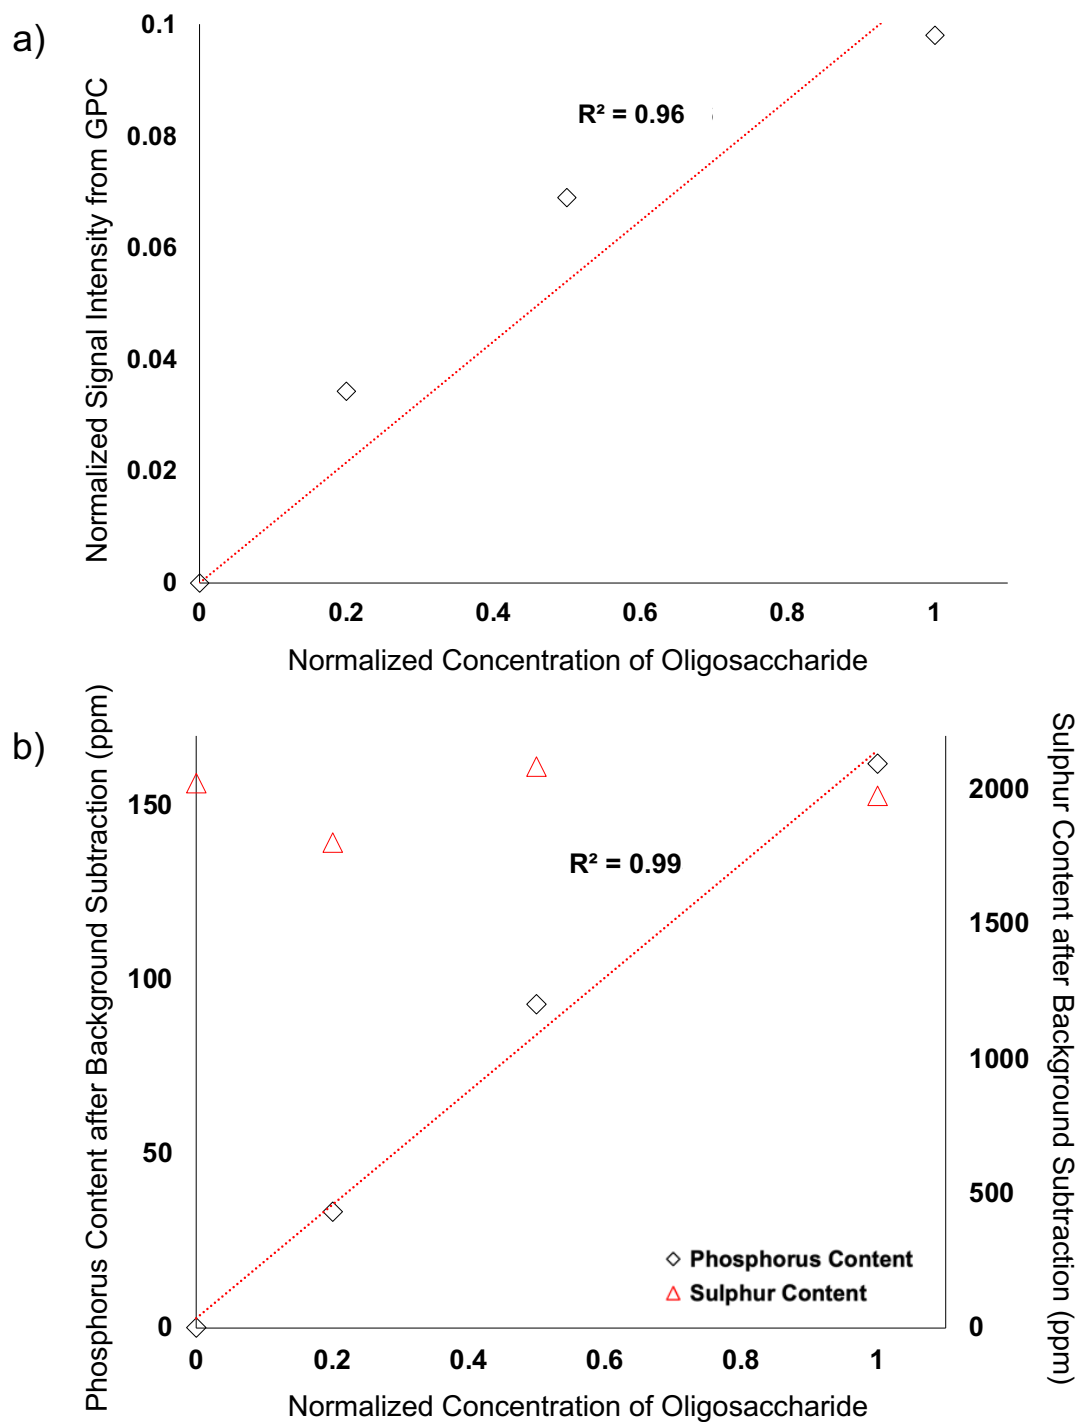 a)
Normalized Signal Intensity from GPC
0.1
0.08
0.06
0.04
0.02
0
R² = 0.96
0 0.2 0.4 0.6 0.8 1
Normalized Concentration of Oligosaccharide
b)
Phosphorus Content after Background Subtraction (ppm)
150
100
50
0
R² = 0.99
2000
1500
1000
500
0
Sulphur Content after Background Subtraction (ppm)
Phosphorus Content
Sulphur Content
0 0.2 0.4 0.6 0.8 1
Normalized Concentration of Oligosaccharide